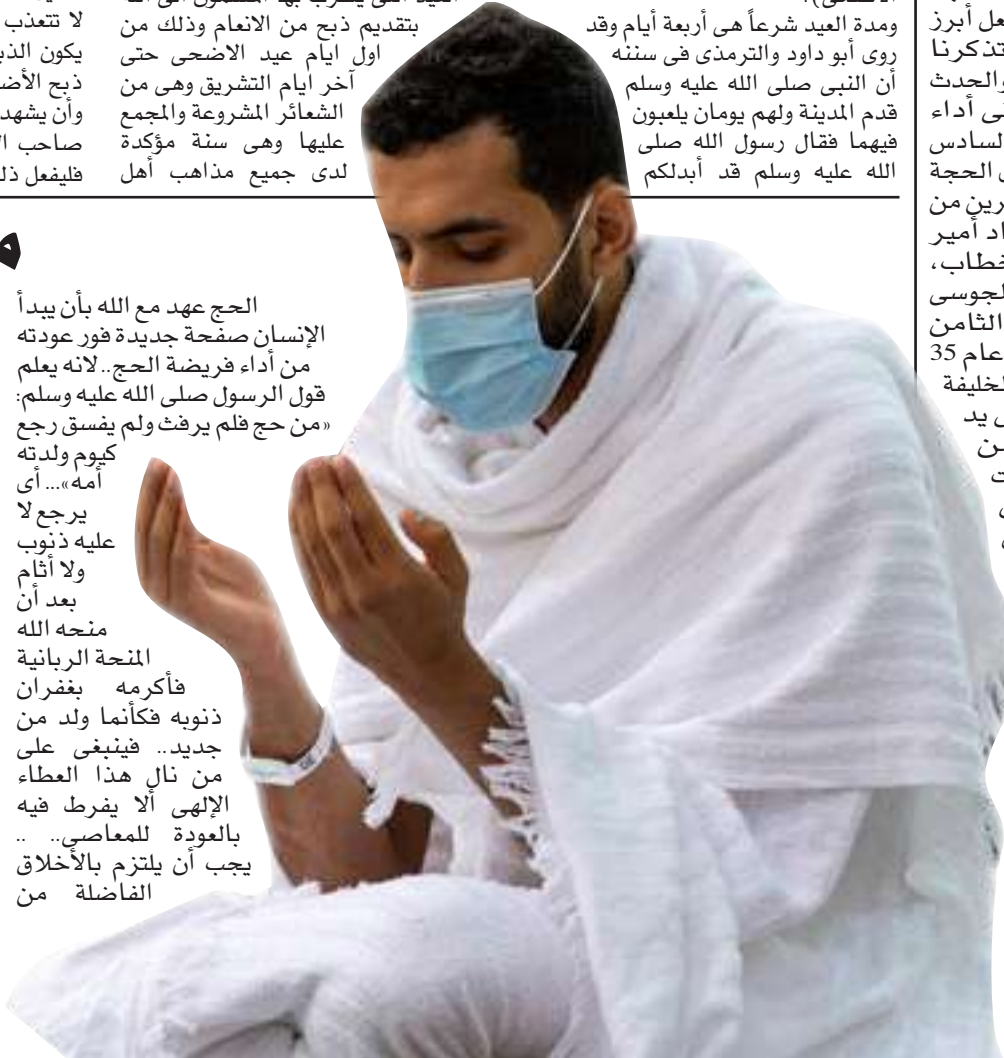 عل أبرز
تذكرنا
والحدث
ى أداء
لسادس
الحجة
رين من
اد أمير
خطاب،
لجوسى
الثامن
عام 35
لخليفة
يد
ومدة العيد شرعاً هى أربعة أيام وقد
روى أبو داود والترمذى فى سننه
أن النبى صلى الله عليه وسلم
قدم المدينة ولهم يومان يلعبون
فيهما فقال رسول الله صلى
الله عليه وسلم قد أبدلكم
بتقديم ذبح من الانعام وذلك من
اول ايام عيد الاضحى حتى
آخر ايام التشريق وهى من
الشعائر المشروعة والمجمع
عليها وهى سنة مؤكدة
لدى جميع مذاهب أهل
لا تتعذب
يكون الذب
ذبح الأض
وأن يشهد
صاحب ال
فليفعل ذل
الحج عهد مع الله بأن يبدأ
الإنسان صفحة جديدة فور عودته
من أداء فريضة الحج..لانه يعلم
قول الرسول صلى الله عليه وسلم:
«من حج فلم يرفث ولم يفسق رجع
كيوم ولدته
أمه»... أى
يرجع لا
عليه ذنوب
ولا أثام
بعد أن
منحه الله
المنحة الربانية
فأكرمه بغفران
ذنوبه فكأنما ولد من
جديد.. فينبغى على
من نال هذا العطاء
الإلهى ألا يفرط فيه
بالعودة للمعاصى.. ..
يجب أن يلتزم بالأخلاق
الفاضلة من